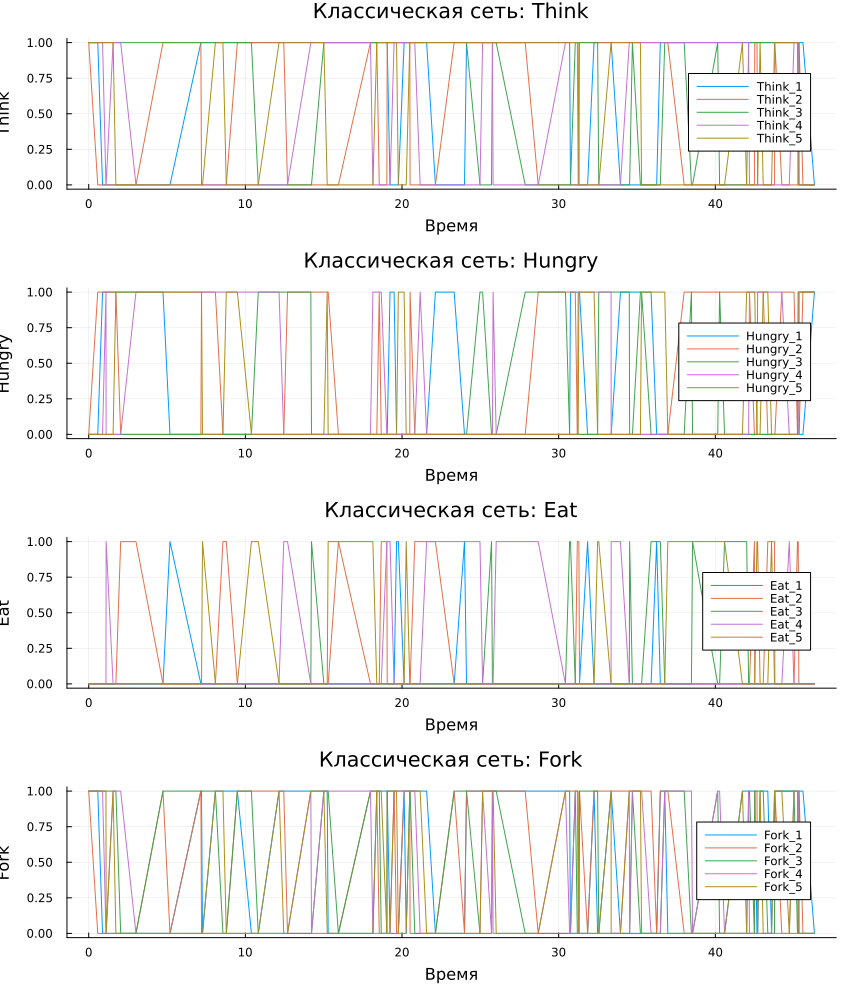 Классическая сеть: Think
1.00
0.75
0.50
0.25
0.00
Think
Think_1
Think_2
Think_3
Think_4
Think_5
0 10 20 30 40
Время
Классическая сеть: Hungry
1.00
0.75
0.50
0.25
0.00
Hungry
Hungry_1
Hungry_2
Hungry_3
Hungry_4
Hungry_5
0 10 20 30 40
Время
Классическая сеть: Eat
1.00
0.75
0.50
0.25
0.00
Eat
Eat_1
Eat_2
Eat_3
Eat_4
Eat_5
0 10 20 30 40
Время
Классическая сеть: Fork
1.00
0.75
0.50
0.25
0.00
Fork
Fork_1
Fork_2
Fork_3
Fork_4
Fork_5
0 10 20 30 40
Время